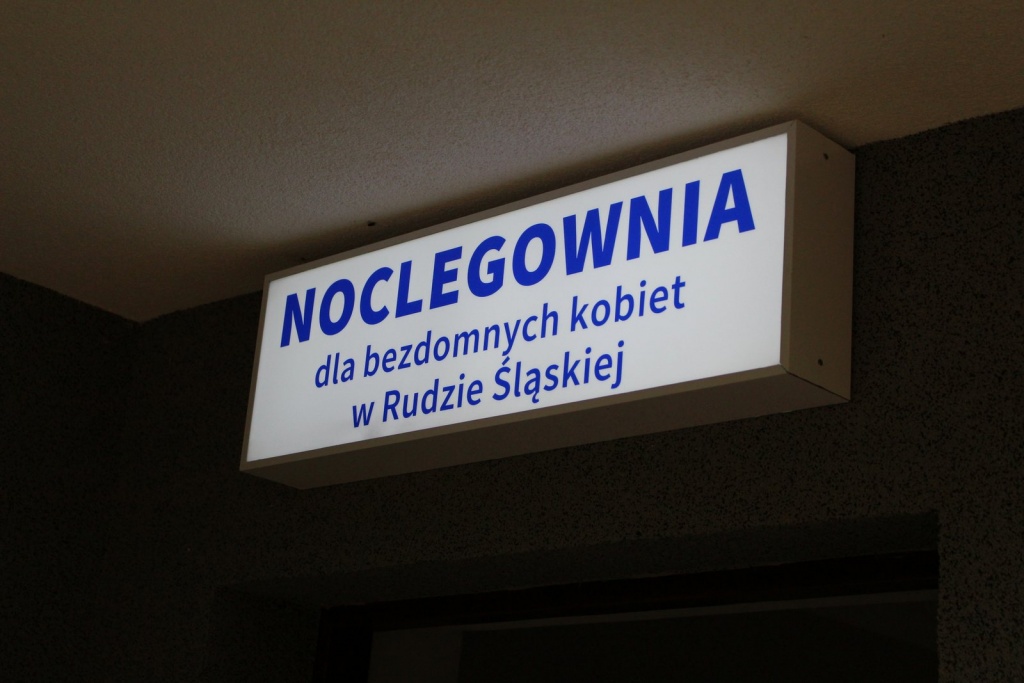 NOCLEGOWNIA
dla bezdomnych kobiet
w Rudzie Śląskiej